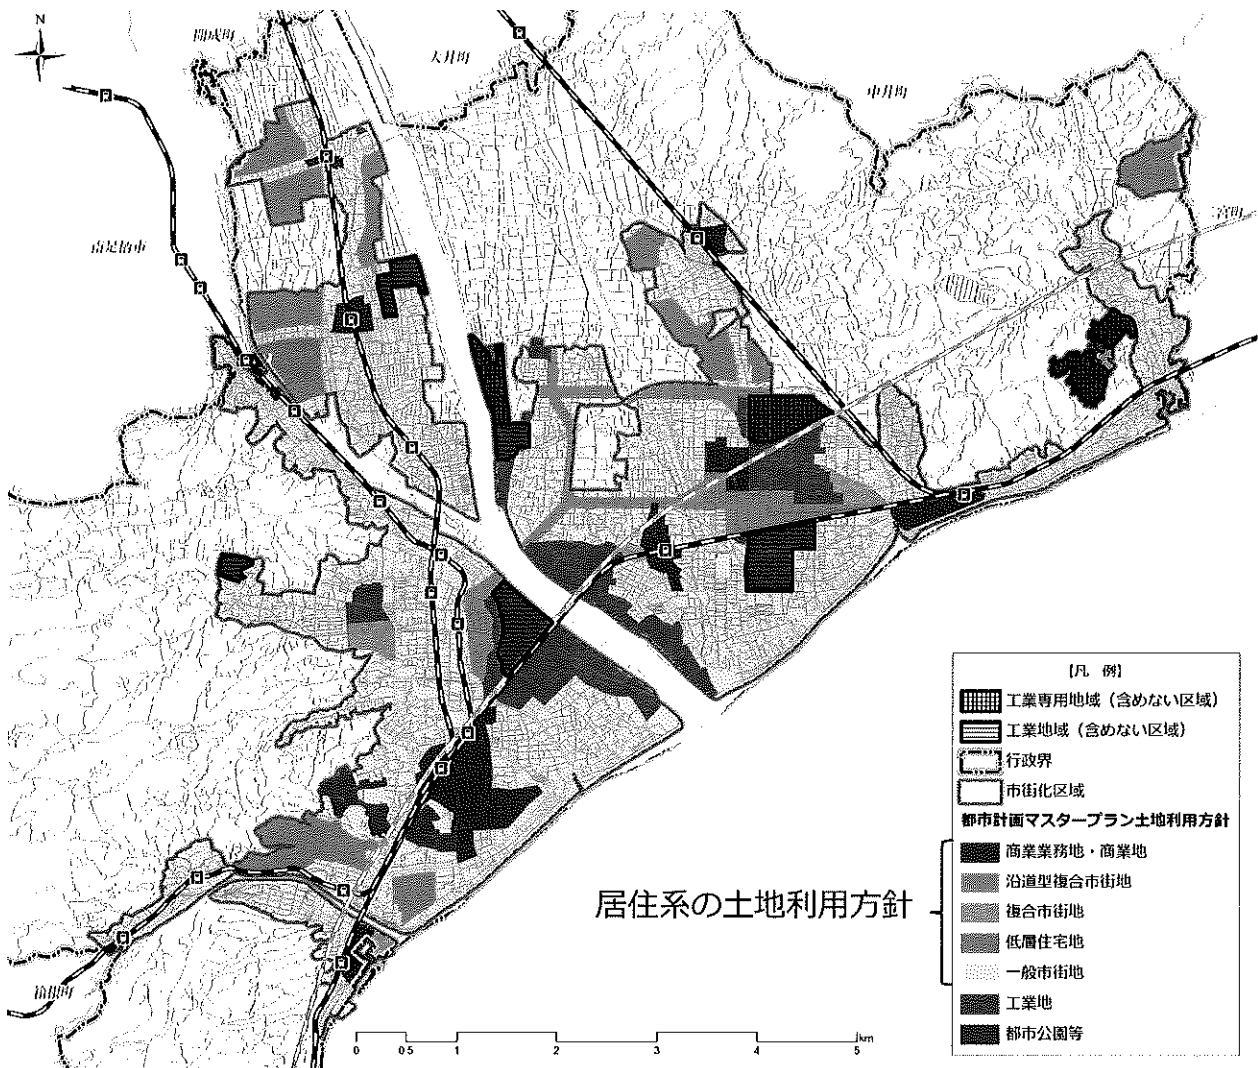 N
開成町
大井町
中井町
二宮町
南足柄市
箱根町
【凡 例】
工業専用地域（含めない区域）
工業地域（含めない区域）
行政界
市街化区域
都市計画マスタープラン土地利用方針
商業業務地・商業地
沿道型複合市街地
複合市街地
低層住宅地
一般市街地
工業地
都市公園等
居住系の土地利用方針
0 0.5 1 2 3 4 5 km